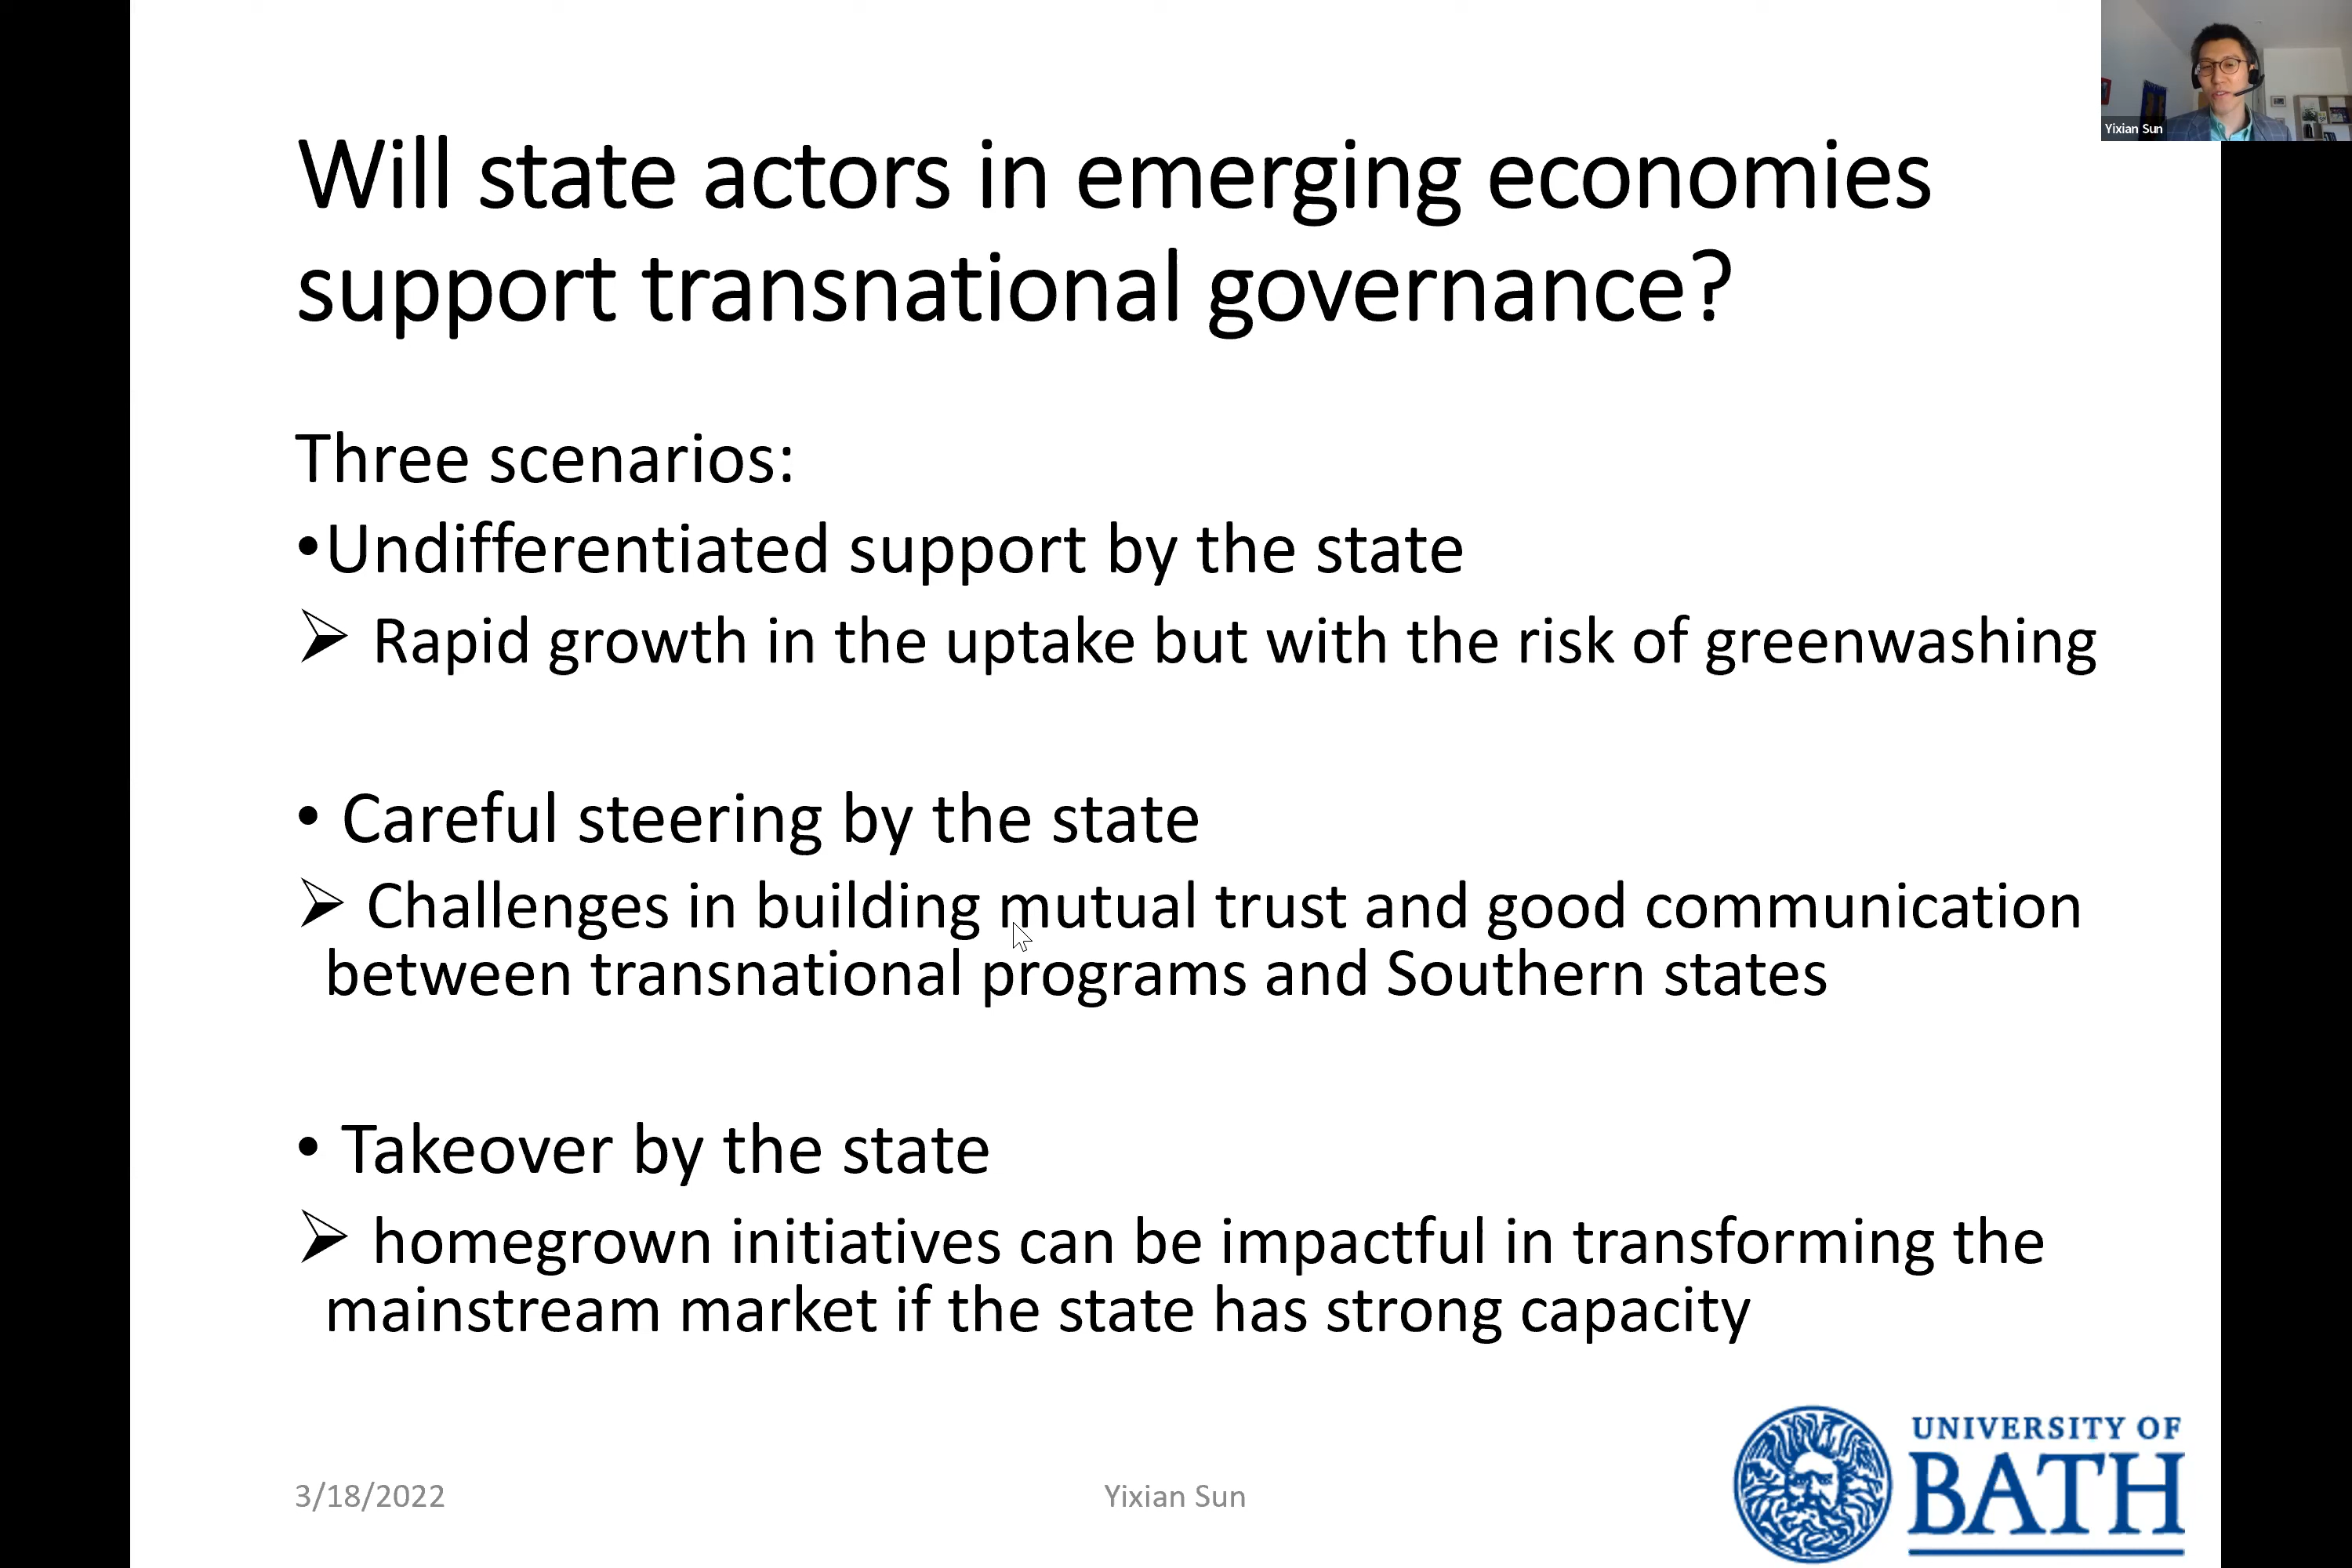 Yixian Sun
Will state actors in emerging economies
support transnational governance?
Three scenarios:
•Undifferentiated support by the state
➢ Rapid growth in the uptake but with the risk of greenwashing
• Careful steering by the state
➢ Challenges in building mutual trust and good communication
between transnational programs and Southern states
• Takeover by the state
➢ homegrown initiatives can be impactful in transforming the
mainstream market if the state has strong capacity
3/18/2022
Yixian Sun
UNIVERSITY OF
BATH